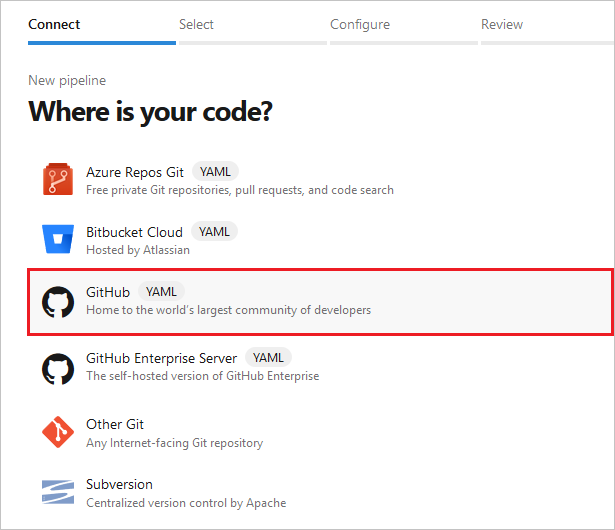 Connect Select Configure Review
New pipeline
Where is your code?
Azure Repos Git YAML
Free private Git repositories, pull requests, and code search
Bitbucket Cloud YAML
Hosted by Atlassian
GitHub YAML
Home to the world's largest community of developers
GitHub Enterprise Server YAML
The self-hosted version of GitHub Enterprise
Other Git
Any Internet-facing Git repository
Subversion
Centralized version control by Apache